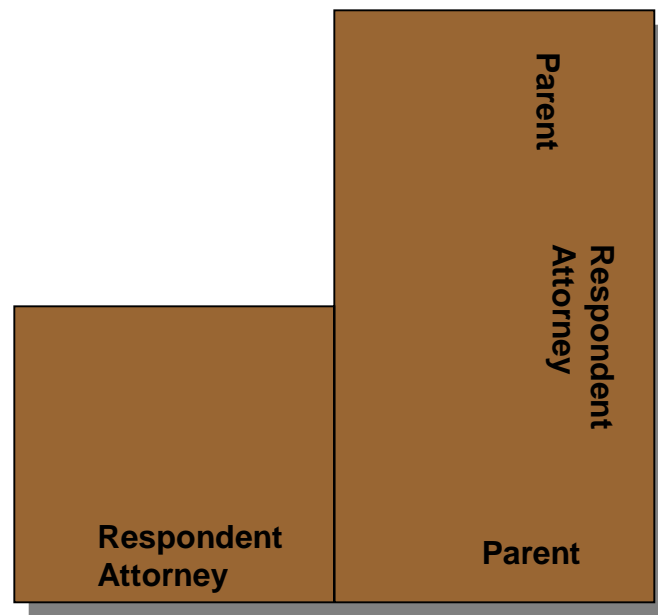 Parent
Respondent
Attorney
Respondent
Attorney
Parent